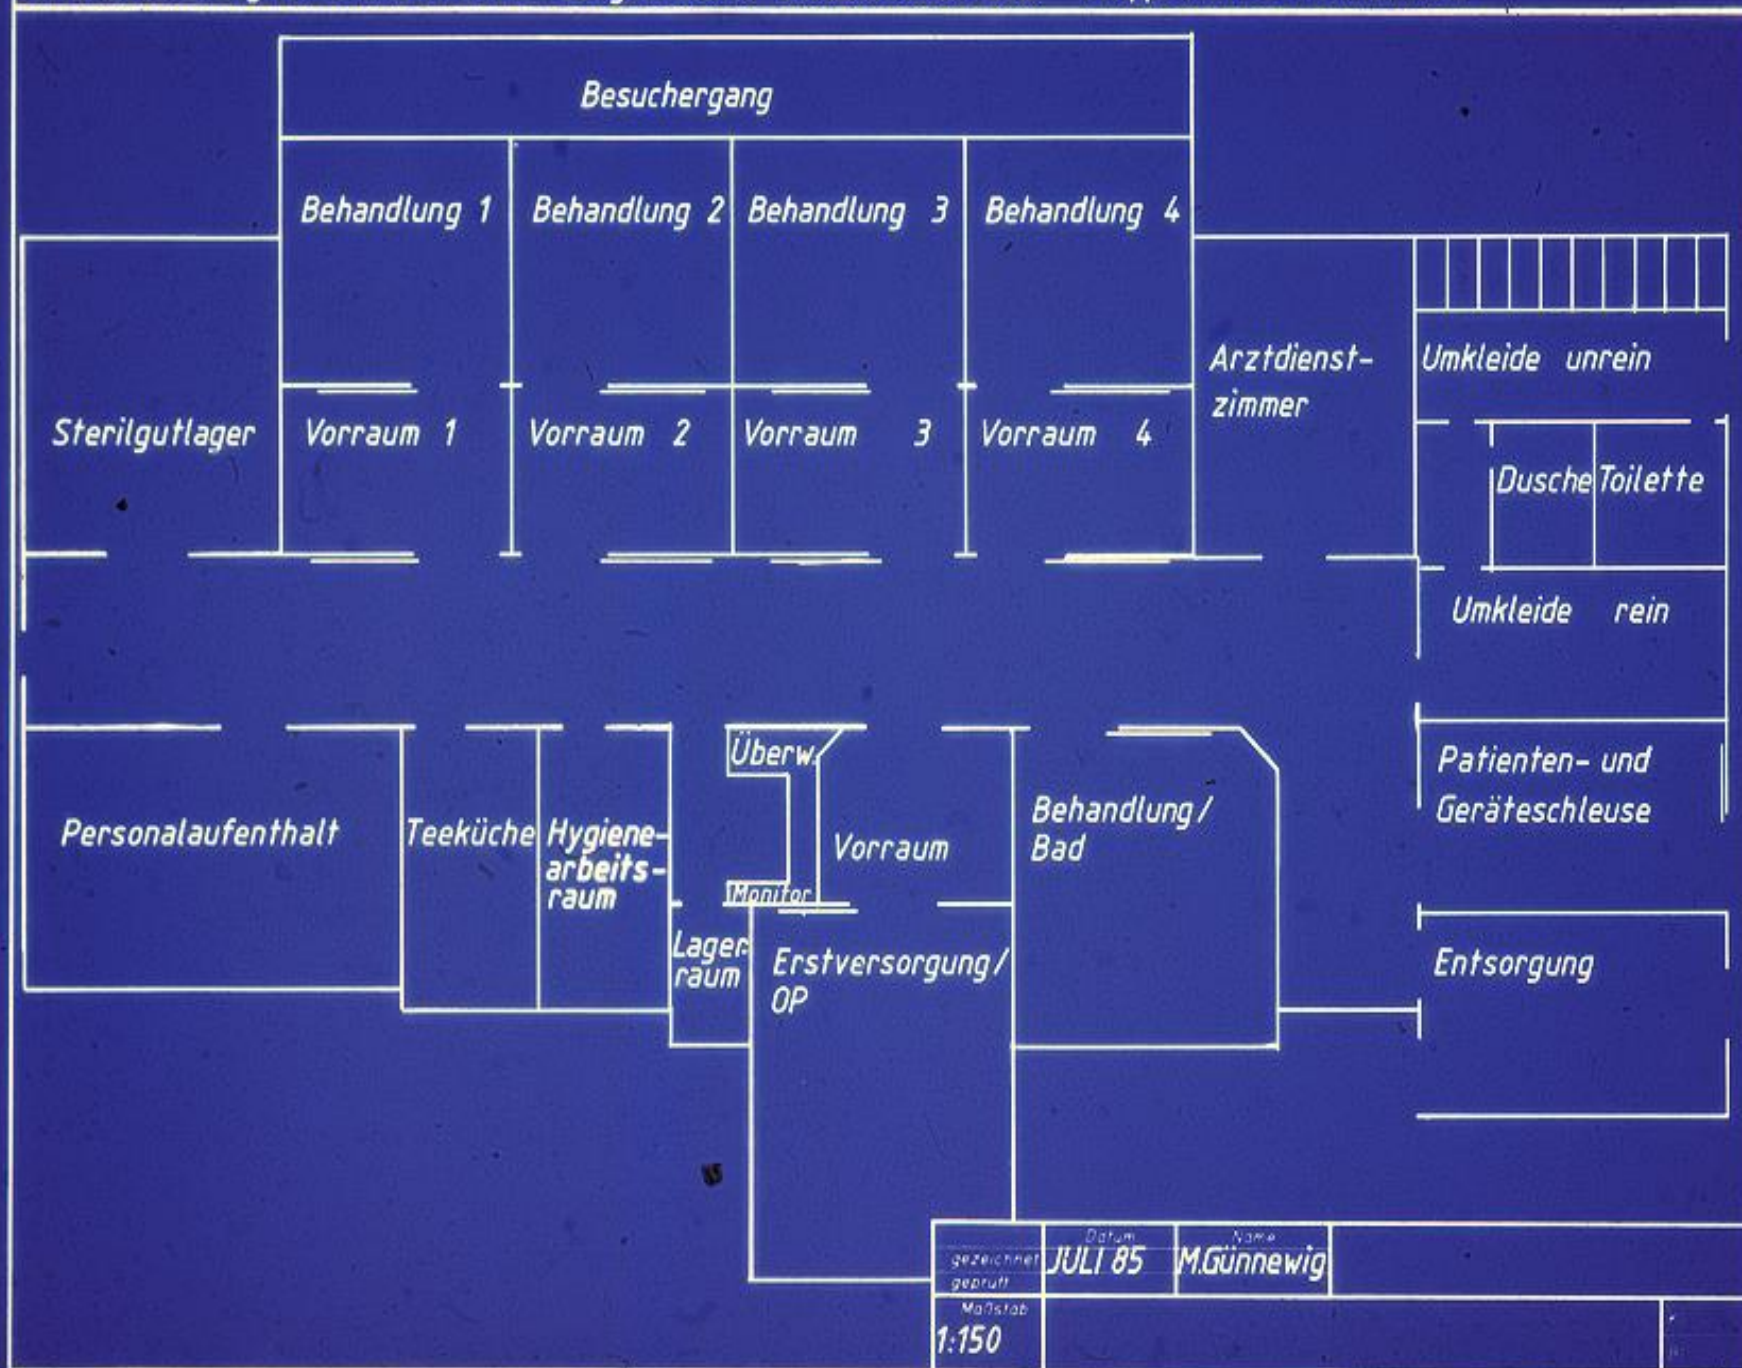 Besuchergang
Behandlung 1
Behandlung 2
Behandlung 3
Behandlung 4
Arztdienst-
zimmer
Umkleide unrein
Sterilgutlager
Vorraum 1
Vorraum 2
Vorraum 3
Vorraum 4
Dusche
Toilette
Umkleide rein
Personalaufenthalt
Teeküche
Hygiene-
arbeits-
raum
Überw.
Monitor
Lager-
raum
Vorraum
Erstversorgung/
OP
Behandlung/
Bad
Patienten- und
Geräteschleuse
Entsorgung
Datum
Name
gezeichnet
JULI 85
M.Günnewig
geprüft
Maßstab
1:150